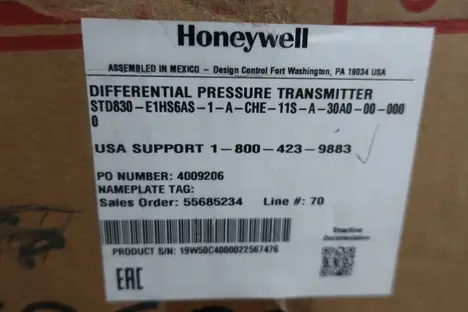 Honeywell
ASSEMBLED IN MEXICO - Design Control Fort Washington, PA 19034 USA
DIFFERENTIAL PRESSURE TRANSMITTER
STD830-E1HS6AS-1-A-CHE-11S-A-30A0-00-000
0
USA SUPPORT 1-800-423-9883
PO NUMBER: 4009206
NAMEPLATE TAG:
Sales Order: 55685234 Line #: 70
Documentation
PRODUCT S/N: 19W50C4000022567476
EAC